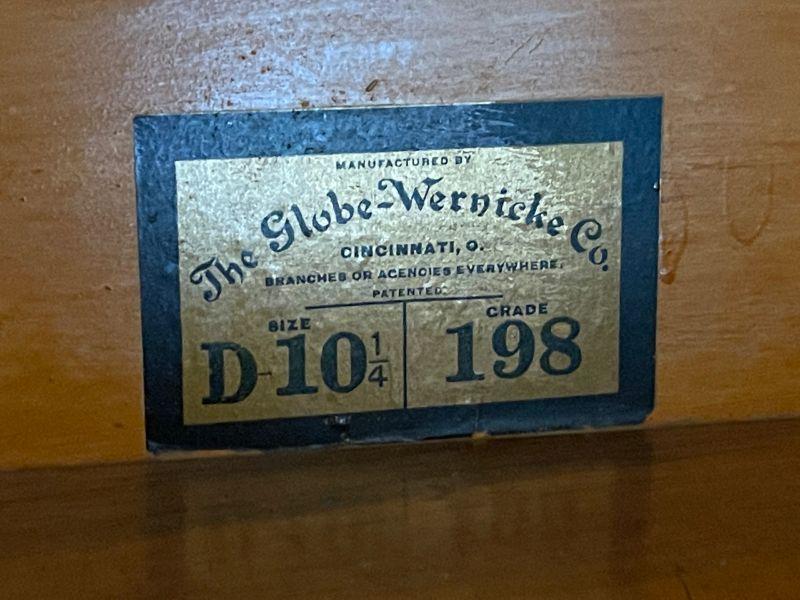 MANUFACTURED BY
The Globe-Wernicke Co.
CINCINNATI, O.
BRANCHES OR AGENCIES EVERYWHERE.
PATENTED
SIZE
D-10 1/4
GRADE
198